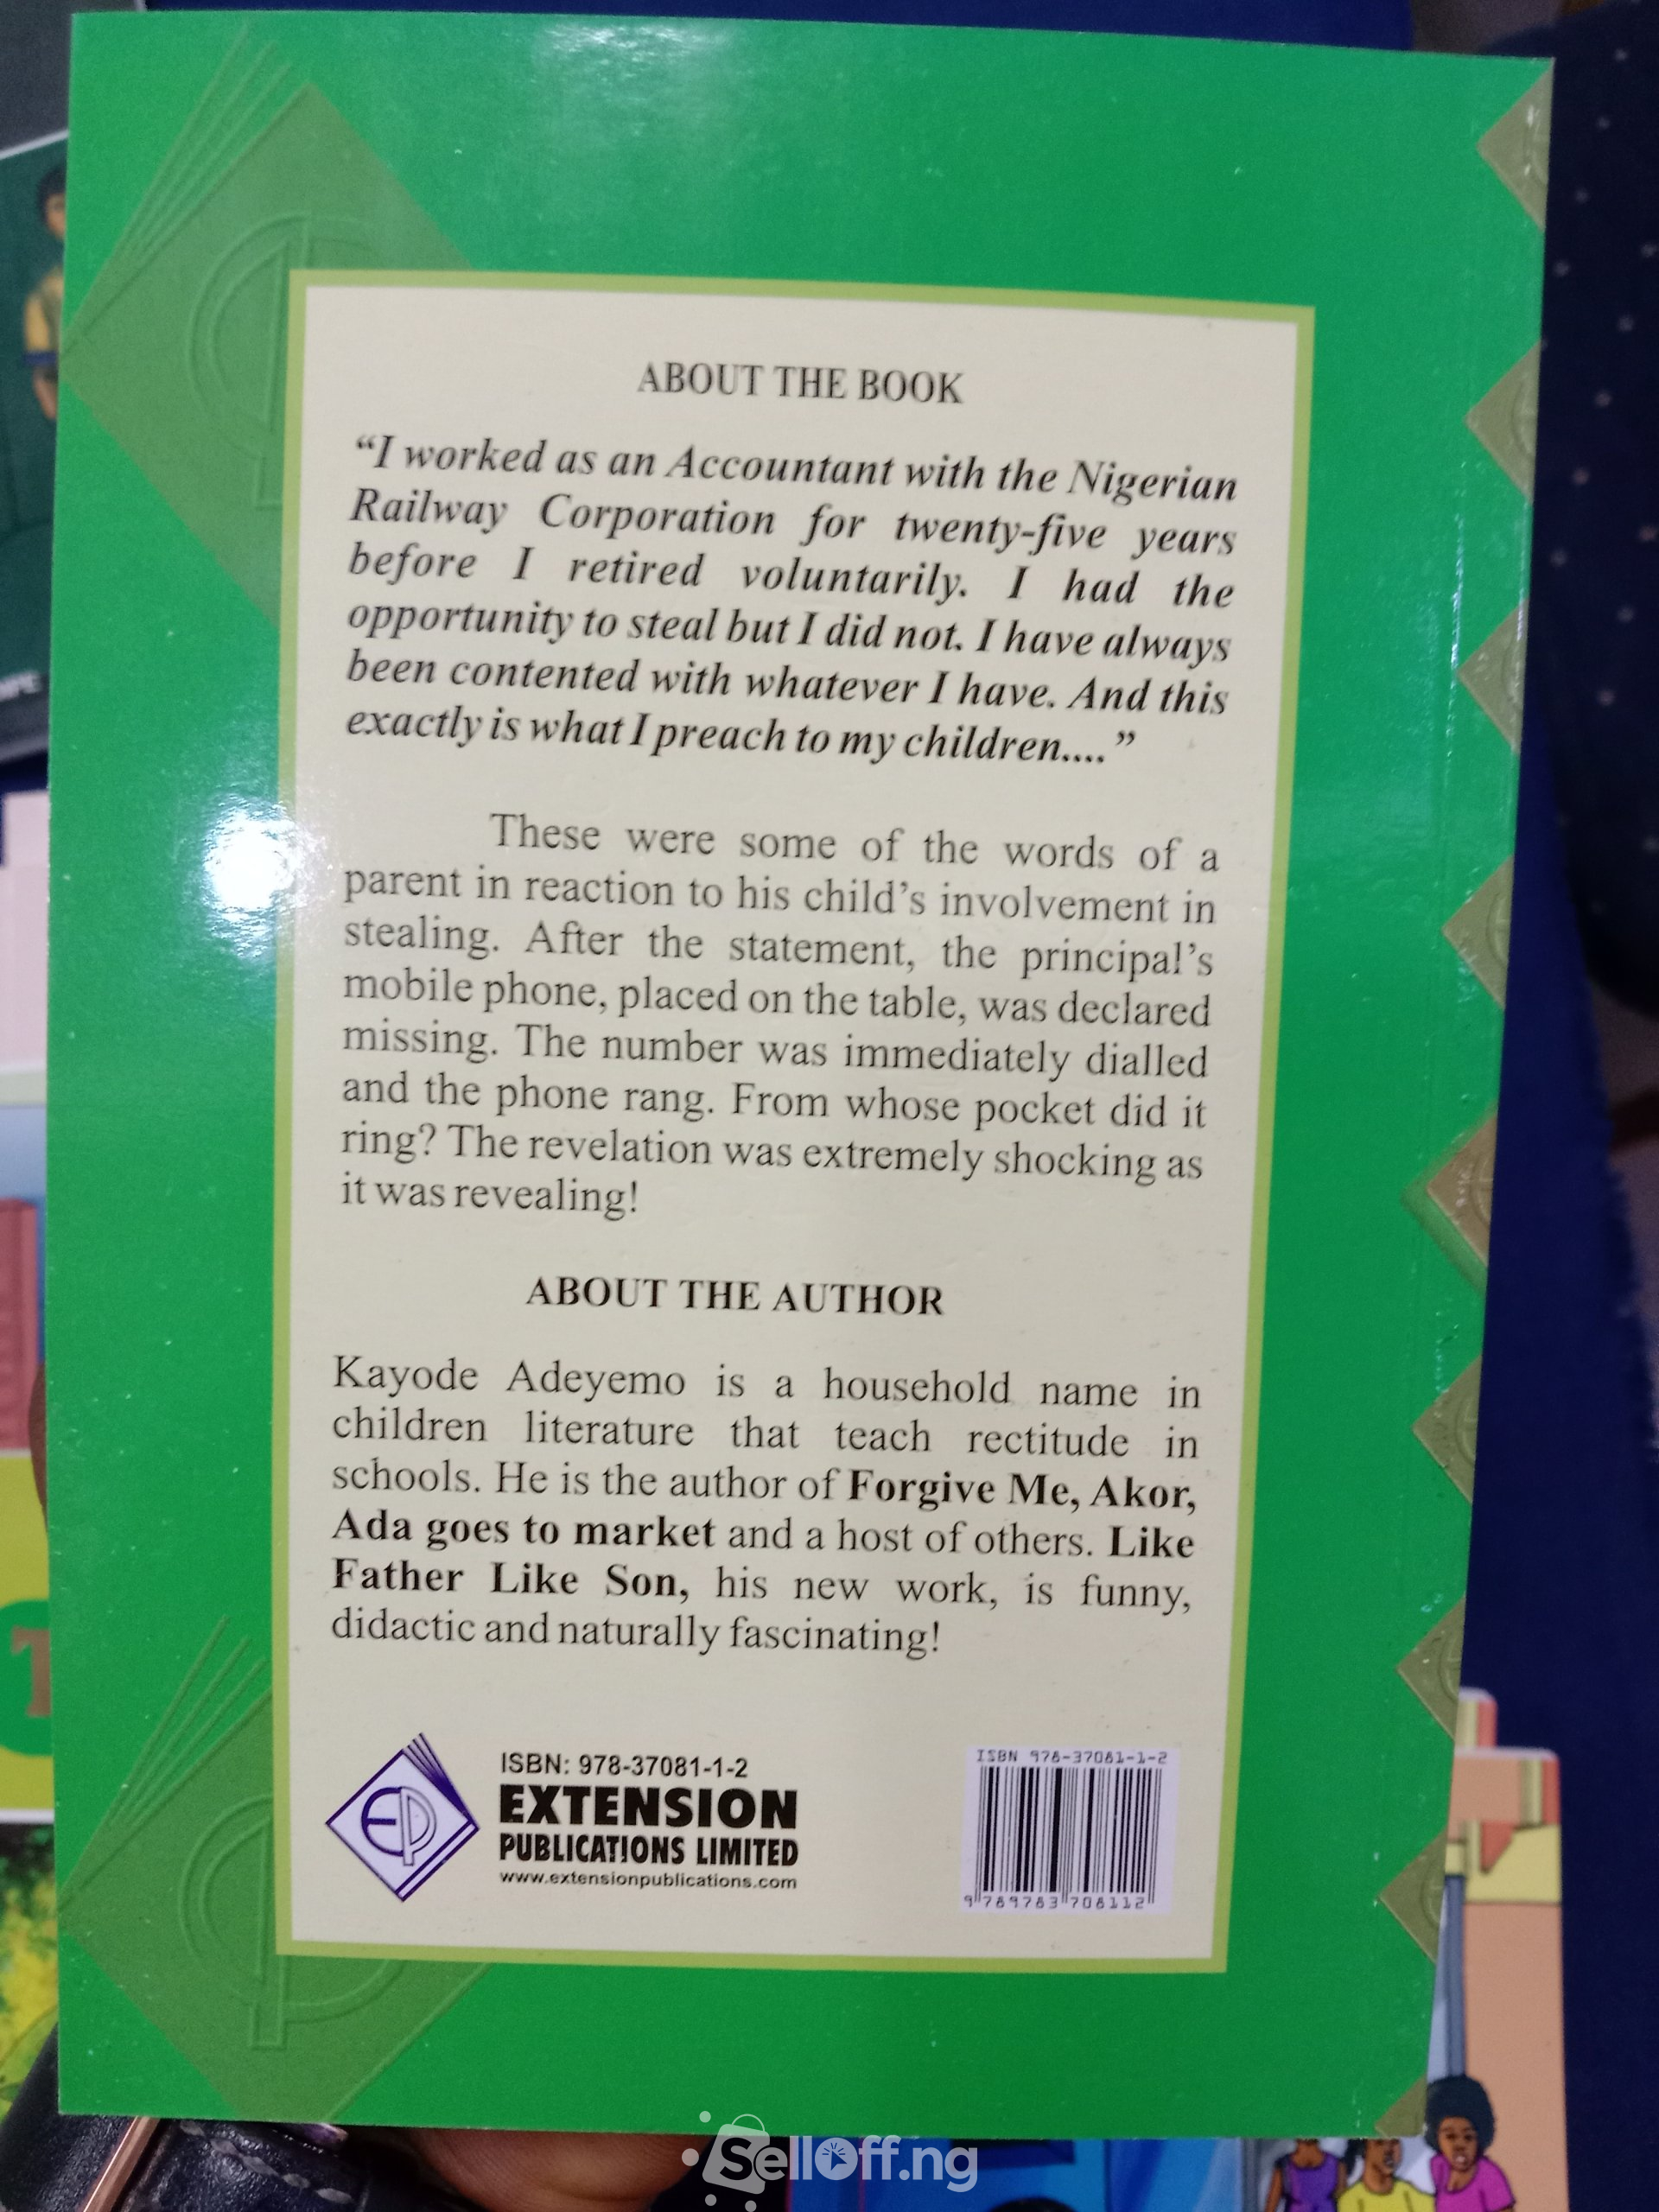 ABOUT THE BOOK
“I worked as an Accountant with the Nigerian
Railway Corporation for twenty-five years
before I retired voluntarily. I had the
opportunity to steal but I did not. I have always
been contented with whatever I have. And this
exactly is what I preach to my children....”
These were some of the words of a
parent in reaction to his child’s involvement in
stealing. After the statement, the principal’s
mobile phone, placed on the table, was declared
missing. The number was immediately dialled
and the phone rang. From whose pocket did it
ring? The revelation was extremely shocking as
it was revealing!
ABOUT THE AUTHOR
Kayode Adeyemo is a household name in
children literature that teach rectitude in
schools. He is the author of Forgive Me, Akor,
Ada goes to market and a host of others. Like
Father Like Son, his new work, is funny,
didactic and naturally fascinating!
EP
ISBN: 978-37081-1-2
EXTENSION
PUBLICATIONS LIMITED
www.extensionpublications.com
ISBN 978-37081-1-2
9 789783 708112
SellOff.ng